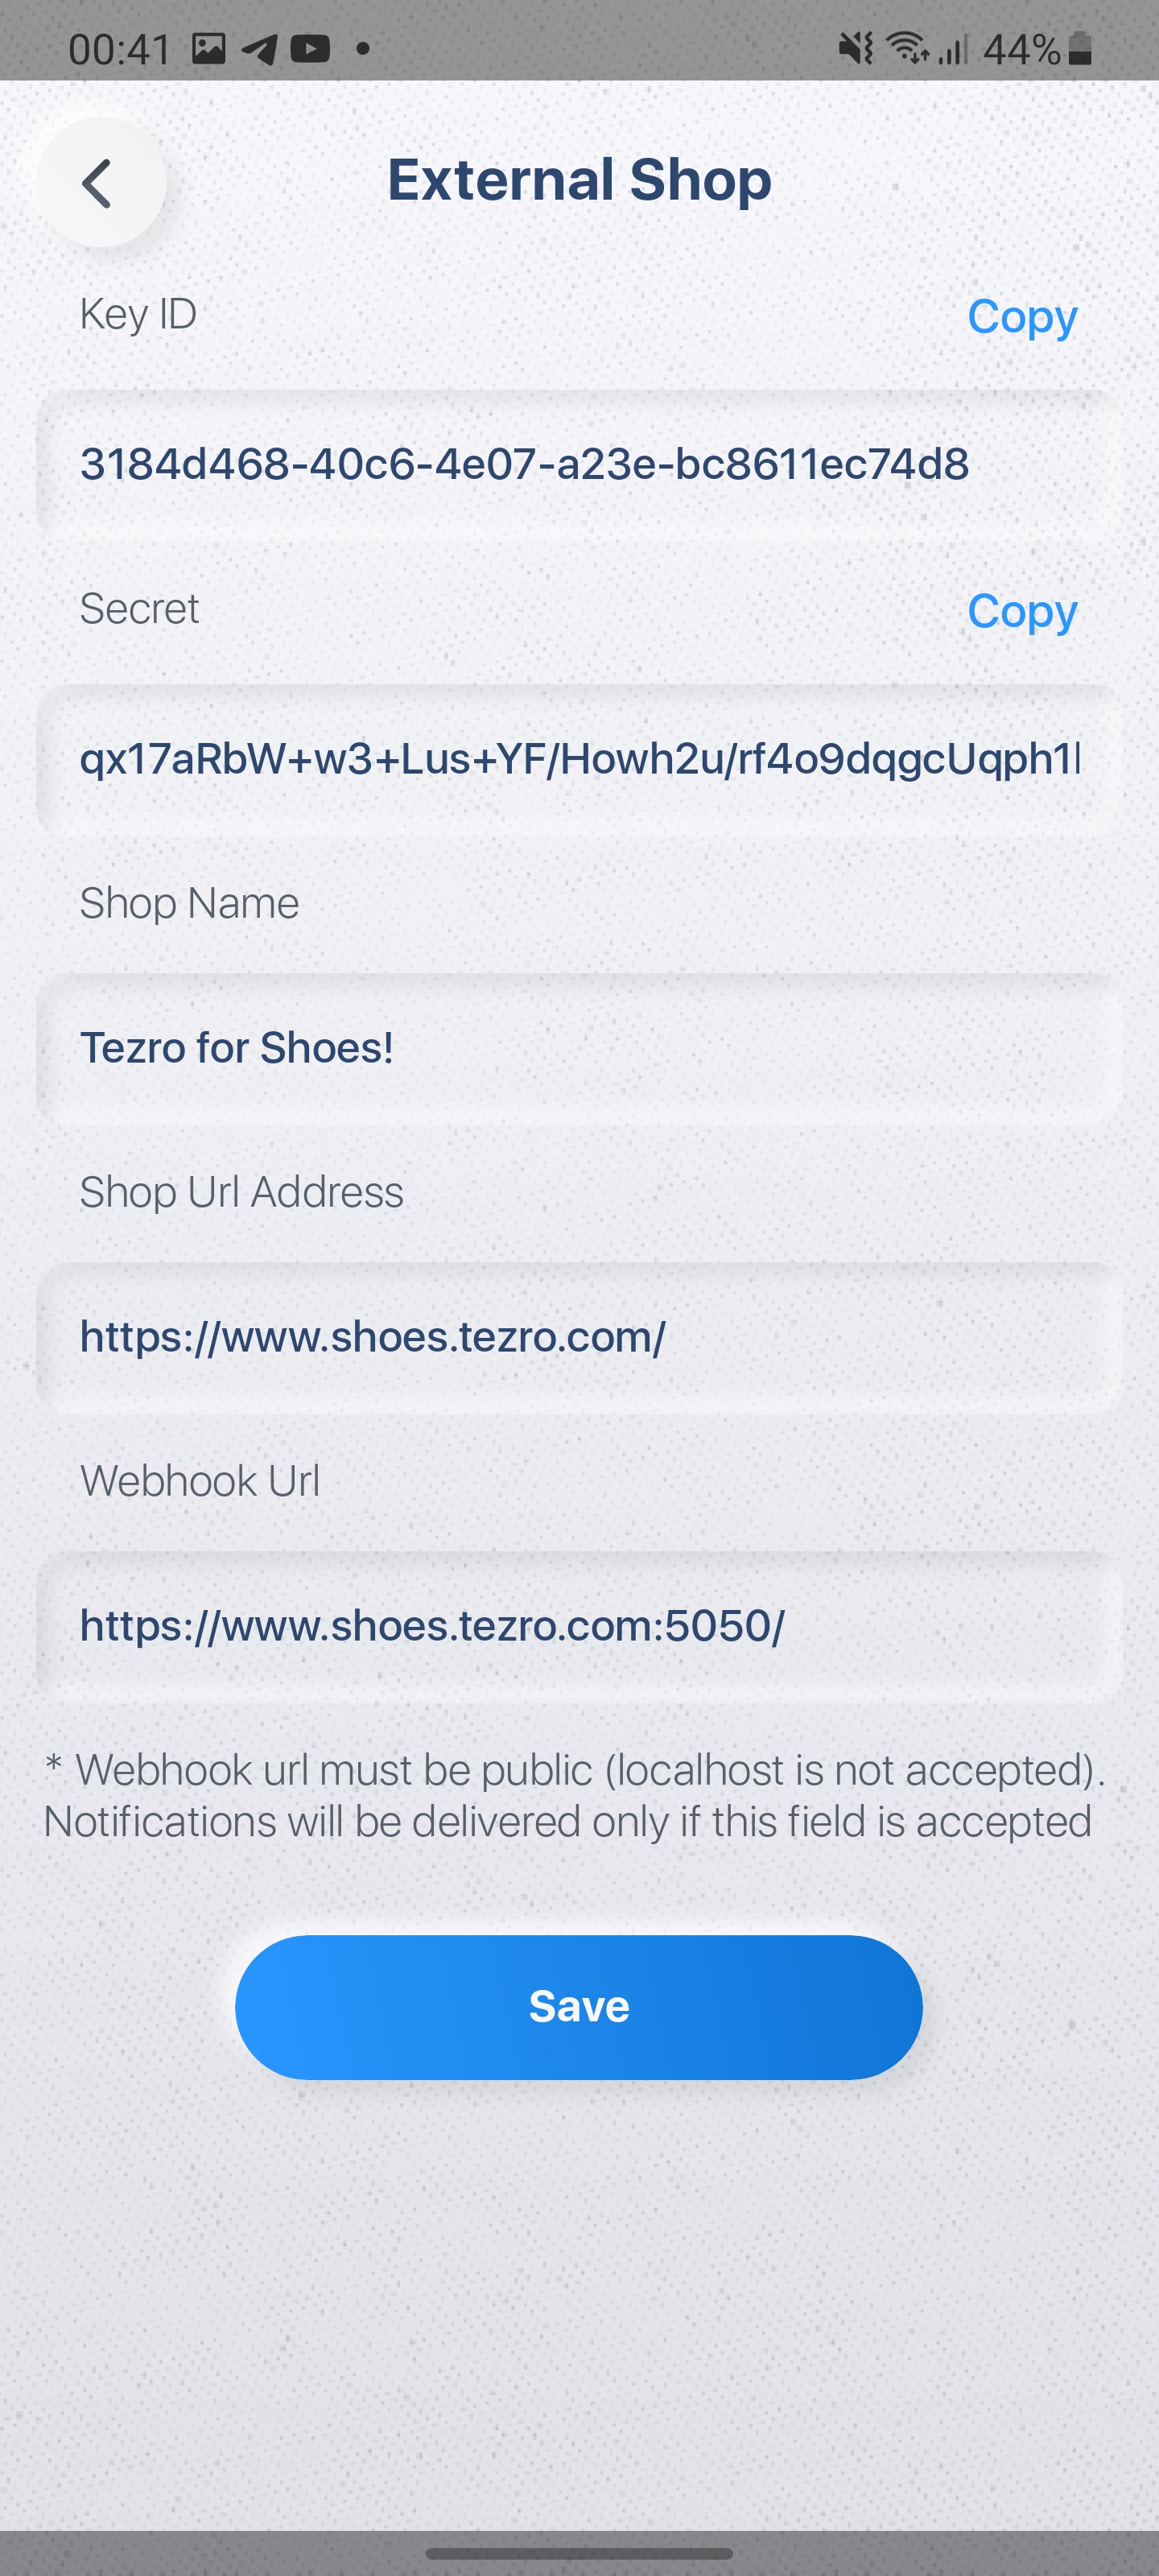 00:41
44%
External Shop
Key ID
Copy
3184d468-40c6-4e07-a23e-bc8611ec74d8
Secret
Copy
qx17aRbW+w3+Lus+YF/Howh2u/rf4o9dqgcUqph1
Shop Name
Tezro for Shoes!
Shop Url Address
https://www.shoes.tezro.com/
Webhook Url
https://www.shoes.tezro.com:5050/
* Webhook url must be public (localhost is not accepted).
Notifications will be delivered only if this field is accepted
Save